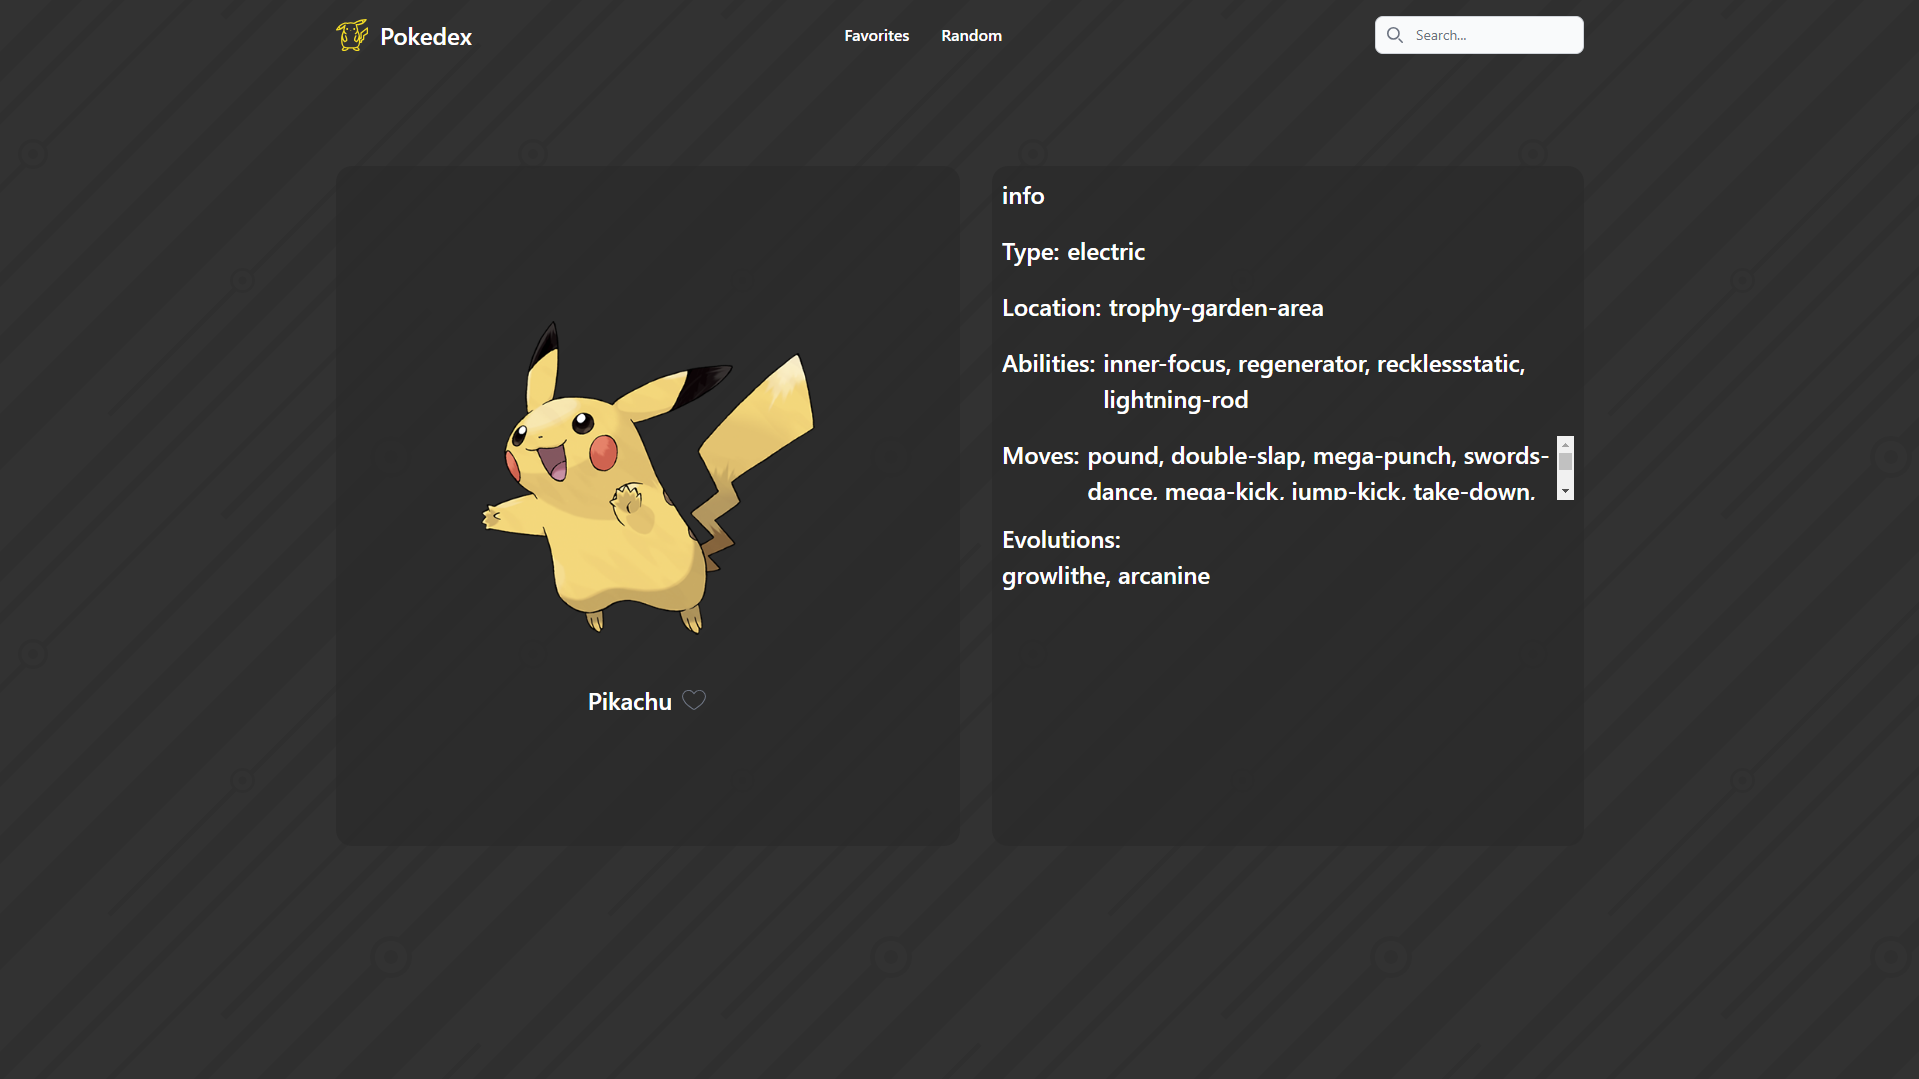 Pokedex
Favorites
Random
Search...
info
Type: electric
Location: trophy-garden-area
Abilities: inner-focus, regenerator, recklessstatic,
lightning-rod
Moves: pound, double-slap, mega-punch, swords-
dance, mega-kick, jump-kick, take-down,
Evolutions:
growlithe, arcanine
Pikachu